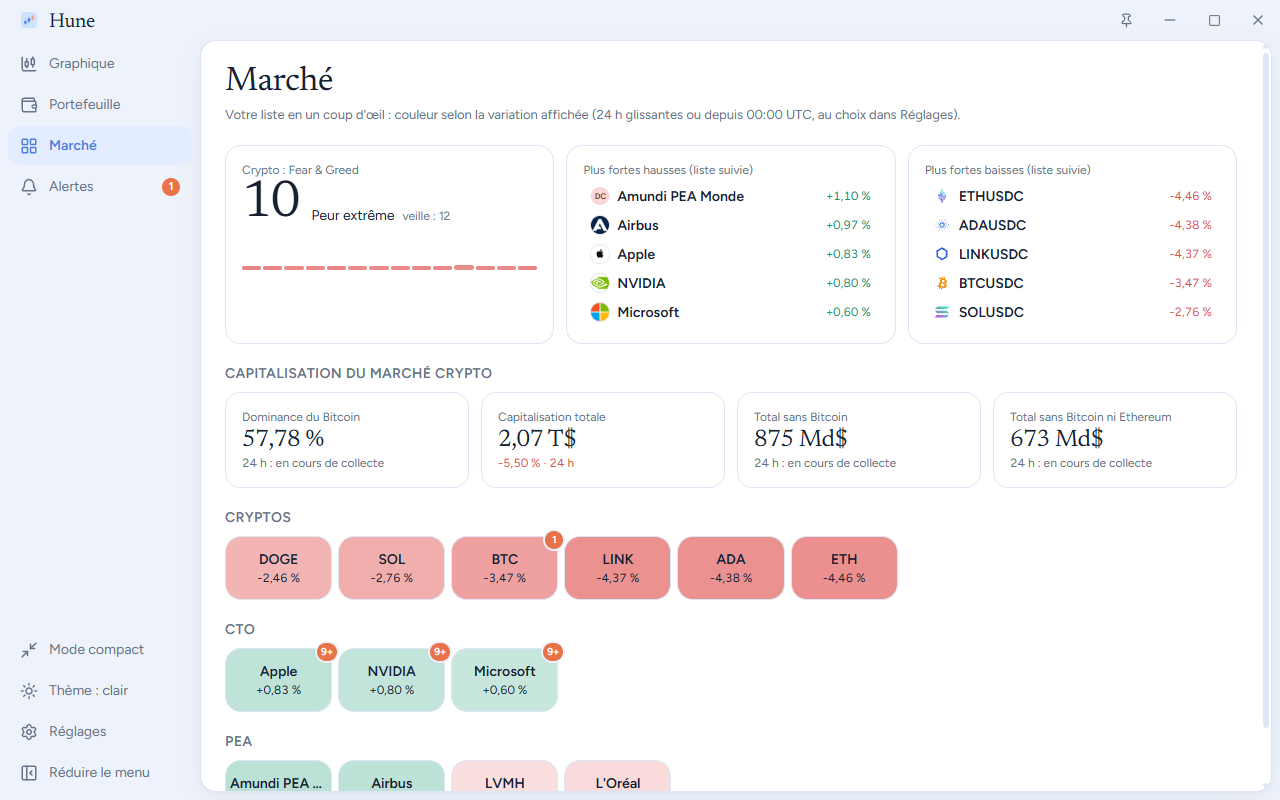 Hune
Graphique
Portefeuille
Marché
Alertes
1
Mode compact
Thème : clair
Réglages
Réduire le menu
Marché
Votre liste en un coup d'œil : couleur selon la variation affichée (24 h glissantes ou depuis 00:00 UTC, au choix dans Réglages).
Crypto : Fear & Greed
10 Peur extrême veille : 12
Plus fortes hausses (liste suivie)
DC Amundi PEA Monde +1,10 %
Airbus +0,97 %
Apple +0,83 %
NVIDIA +0,80 %
Microsoft +0,60 %
Plus fortes baisses (liste suivie)
ETHUSDC -4,46 %
ADAUSDC -4,38 %
LINKUSDC -4,37 %
BTCUSDC -3,47 %
SOLUSDC -2,76 %
CAPITALISATION DU MARCHÉ CRYPTO
Dominance du Bitcoin
57,78 %
24 h : en cours de collecte
Capitalisation totale
2,07 T$
-5,50 % · 24 h
Total sans Bitcoin
875 Md$
24 h : en cours de collecte
Total sans Bitcoin ni Ethereum
673 Md$
24 h : en cours de collecte
CRYPTOS
DOGE
-2,46 %
SOL
-2,76 %
1
BTC
-3,47 %
LINK
-4,37 %
ADA
-4,38 %
ETH
-4,46 %
CTO
9+
Apple
+0,83 %
9+
NVIDIA
+0,80 %
9+
Microsoft
+0,60 %
PEA
Amundi PEA ...
Airbus
LVMH
L'Oréal